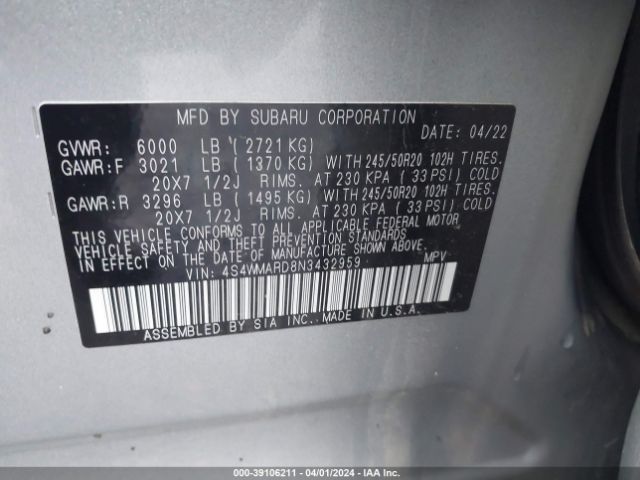 MFD BY SUBARU CORPORATION
DATE: 04/22
GVWR: 6000 LB ( 2721 KG)
GAWR:F 3021 LB ( 1370 KG) WITH 245/50R20 102H TIRES.
20X7 1/2J RIMS. AT 230 KPA ( 33 PSI) COLD
GAWR:R 3296 LB ( 1495 KG) WITH 245/50R20 102H TIRES.
20X7 1/2J RIMS. AT 230 KPA ( 33 PSI) COLD
THIS VEHICLE CONFORMS TO ALL APPLICABLE FEDERAL MOTOR
VEHICLE SAFETY AND THEFT PREVENTION STANDARDS
IN EFFECT ON THE DATE OF MANUFACTURE SHOWN ABOVE.
VIN: 4S4WMARD8N3432959 MPV
ASSEMBLED BY SIA INC. MADE IN U.S.A.
000-39106211 - 04/01/2024 - IAA Inc.